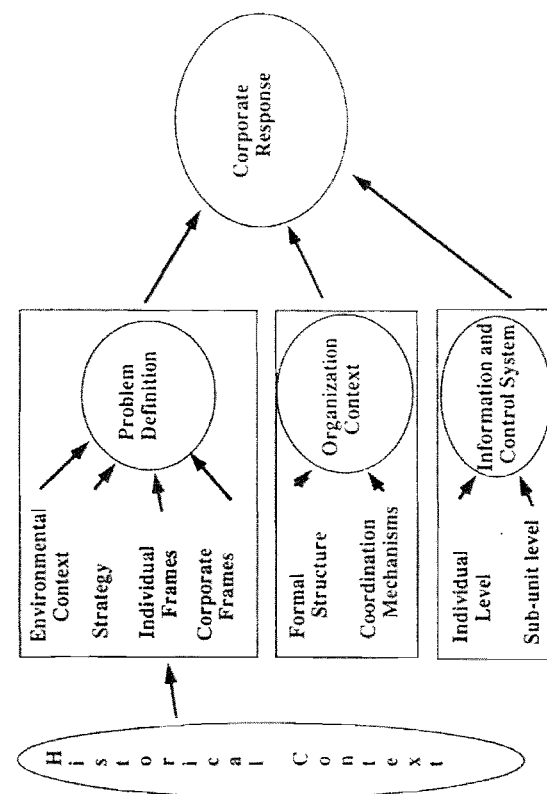 Historical Context
Environmental
Context
Strategy
Individual
Frames
Corporate
Frames
Problem
Definition
Formal
Structure
Coordination
Mechanisms
Organization
Context
Individual
Level
Sub-unit level
Information and
Control System
Corporate
Response